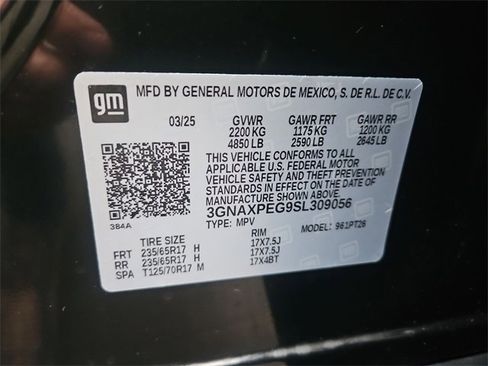 gm
MFD BY GENERAL MOTORS DE MEXICO, S. DE R.L. DE C.V.
03/25 GVWR GAWR FRT GAWR RR
2200 KG 1175 KG 1200 KG
4850 LB 2590 LB 2645 LB
THIS VEHICLE CONFORMS TO ALL
APPLICABLE U.S. FEDERAL MOTOR
VEHICLE SAFETY AND THEFT PREVENTION
STANDARDS IN EFFECT ON THE DATE OF
MANUFACTURE SHOWN ABOVE.
3GNAXPEG9SL309056
384A TYPE: MPV MODEL: 961PT26
TIRE SIZE RIM
FRT 235/65R17 H 17X7.5J
RR 235/65R17 H 17X7.5J
SPA T125/70R17 M 17X4BT